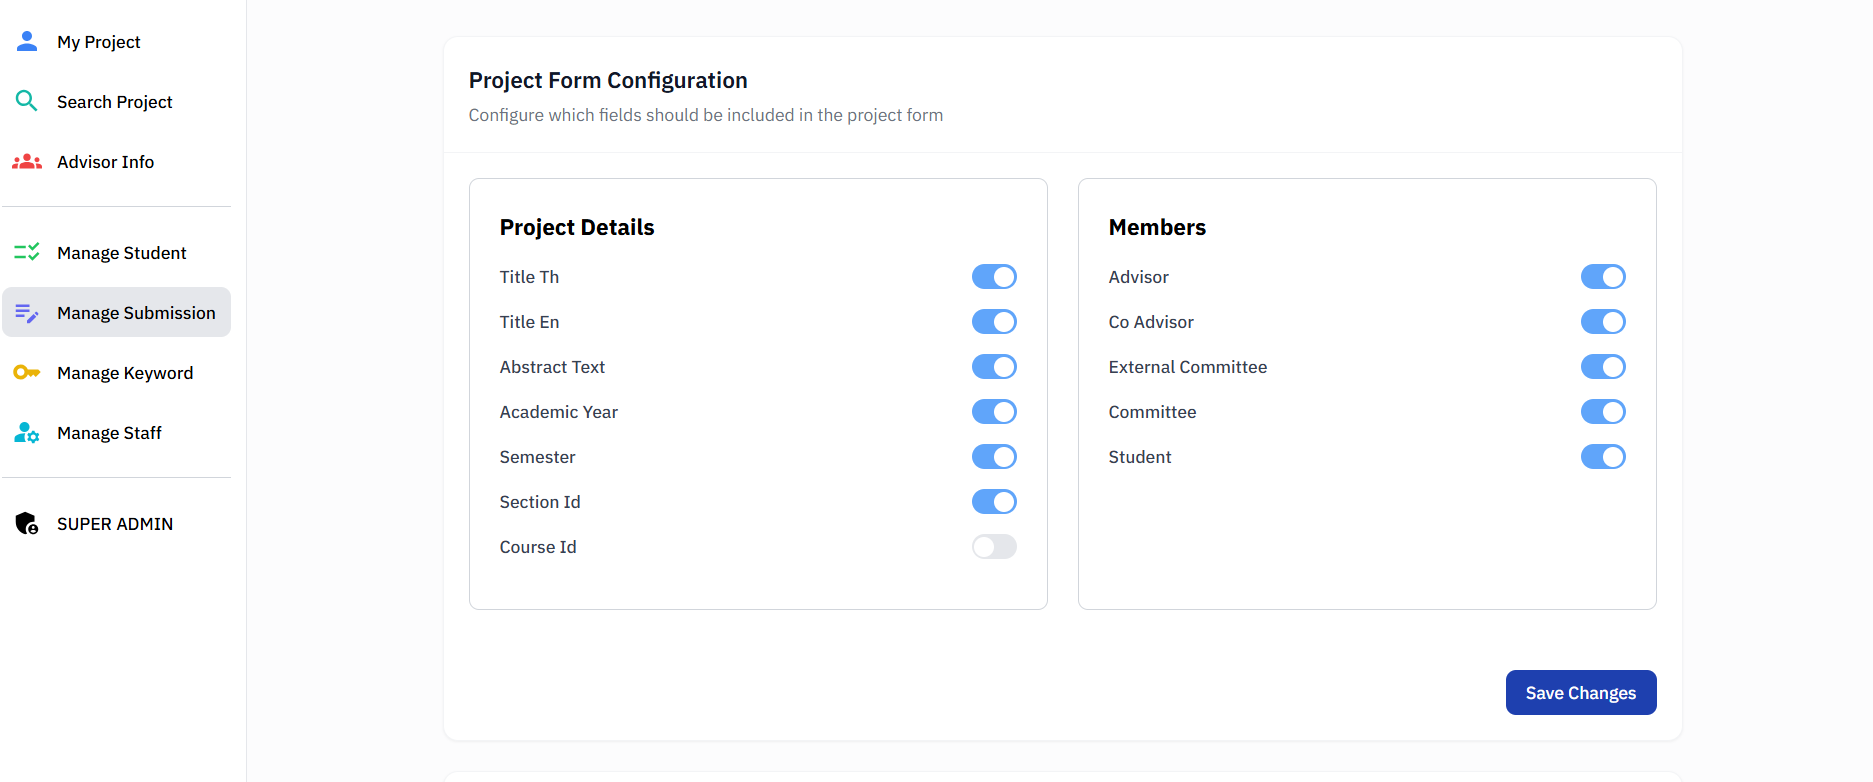 My Project
Search Project
Advisor Info
Manage Student
Manage Submission
Manage Keyword
Manage Staff
SUPER ADMIN
Project Form Configuration
Configure which fields should be included in the project form
Project Details
Title Th
Title En
Abstract Text
Academic Year
Semester
Section Id
Course Id
Members
Advisor
Co Advisor
External Committee
Committee
Student
Save Changes